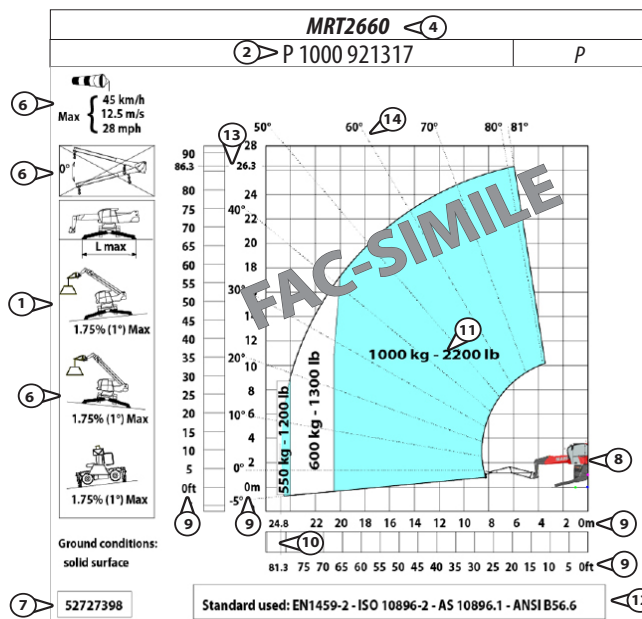 MRT2660 4
2 P 1000 921317 P
6 Max { 45 km/h
12.5 m/s
28 mph
6 0°
L max
1
1.75% (1°) Max
6
1.75% (1°) Max
1.75% (1°) Max
Ground conditions:
solid surface
7 52727398
13
14
50° 60° 70° 80° 81°
40°
30°
20°
10°
0°
-5°
90
86.3
80
75
70
65
60
55
50
45
40
35
30
25
20
15
10
5
0ft
9
28
26.3
24
22
20
18
16
14
12
10
8
6
4
2
0m
9
FAC-SIMILE
11
1000 kg - 2200 lb
600 kg - 1300 lb
550 kg - 1200 lb
8
24.8 22 20 18 16 14 12 10 8 6 4 2 0m 9
10
81.3 75 70 65 60 55 50 45 40 35 30 25 20 15 10 5 0ft 9
Standard used: EN1459-2 - ISO 10896-2 - AS 10896.1 - ANSI B56.6